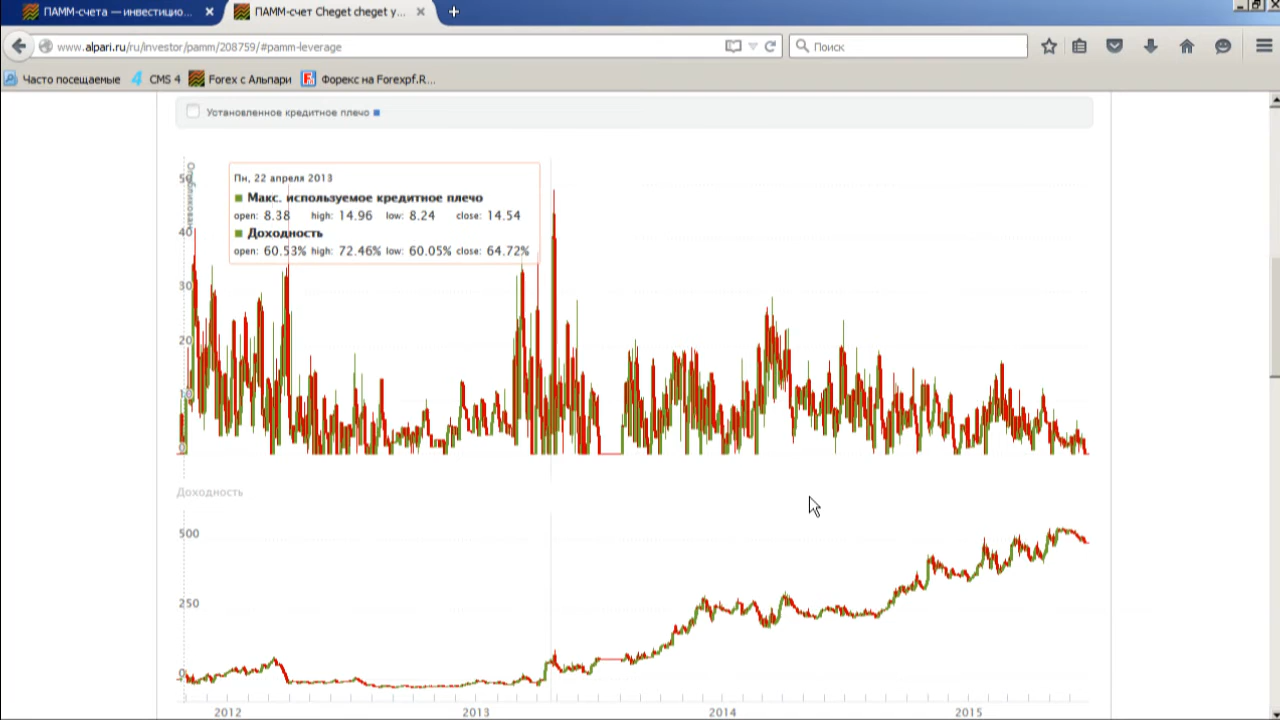 ПАММ-счета — инвестицио...
ПАММ-счет Cheget cheget y...
www.alpari.ru/ru/investor/pamm/208759/#pamm-leverage
Поиск
Часто посещаемые
CMS 4
Forex с Альпари
Форекс на Forexpf.R...
Установленное кредитное плечо
Пн, 22 апреля 2013
Макс. используемое кредитное плечо
open: 8.38 high: 14.96 low: 8.24 close: 14.54
Доходность
open: 60.53% high: 72.46% low: 60.05% close: 64.72%
50
40
30
20
10
0
Доходность
500
250
0
2012 2013 2014 2015